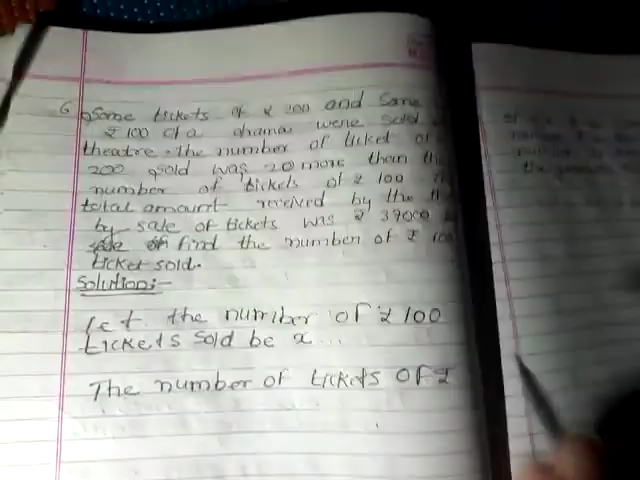 6) Some tickets of ₹ 200 and some
₹ 100 of a drama were sold
theatre. the number of ticket of
200 sold was 20 more than the
number of tickets of ₹ 100
total amount received by the
by sale of tickets was ₹ 37000
find the number of ₹ 100
ticket sold.
Solution:-
let the number of ₹ 100
tickets sold be x...
The number of tickets of ₹